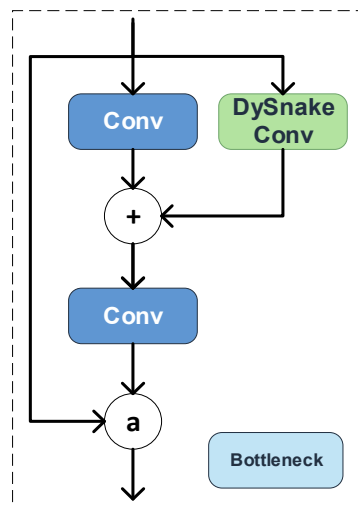 Conv
DySnake
Conv
+
Conv
a
Bottleneck